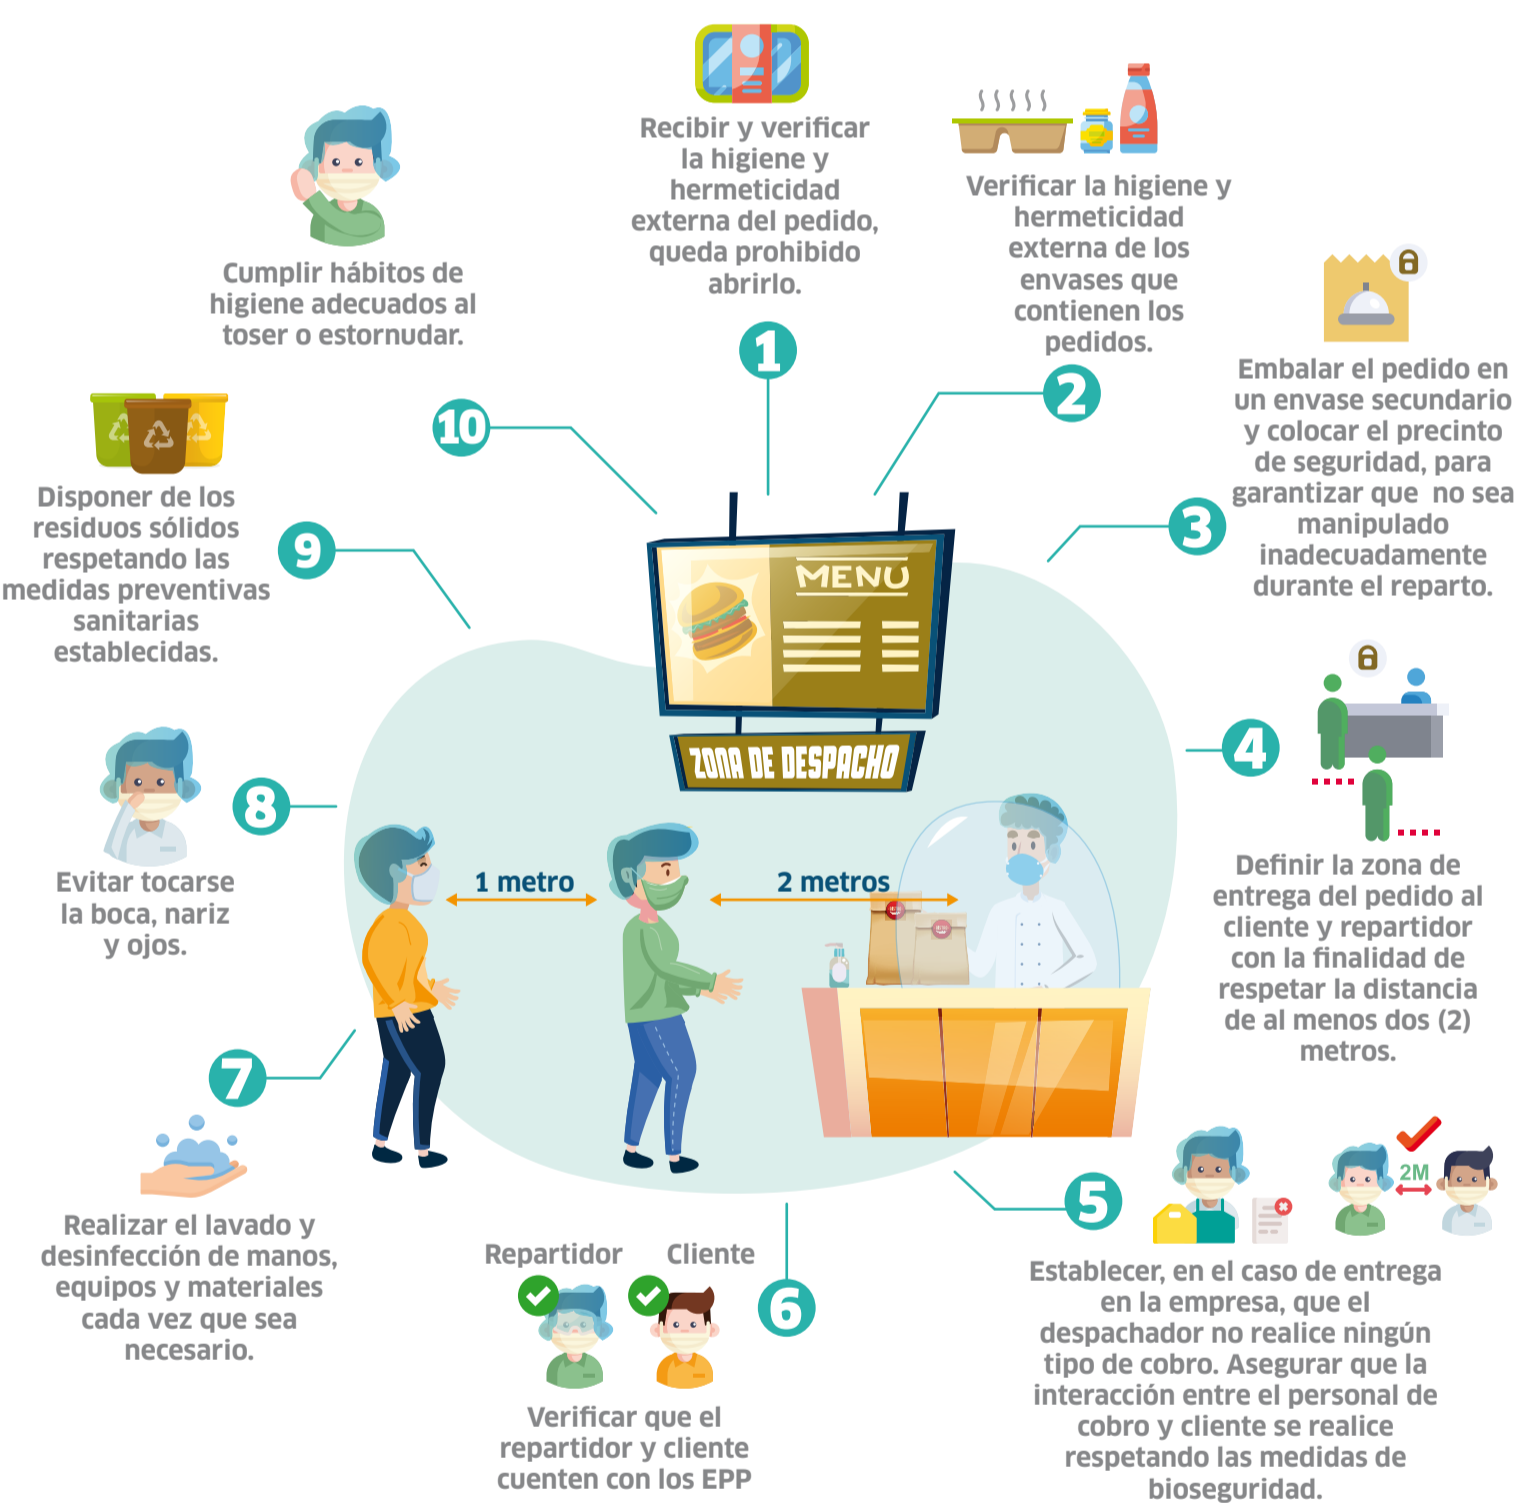 Recibir y verificar
la higiene y
hermeticidad
externa del pedido,
queda prohibido
abrirlo.
1
Verificar la higiene y
hermeticidad
externa de los
envases que
contienen los
pedidos.
2
Embalar el pedido en
un envase secundario
y colocar el precinto
de seguridad, para
garantizar que no sea
manipulado
inadecuadamente
durante el reparto.
3
4
Definir la zona de
entrega del pedido al
cliente y repartidor
con la finalidad de
respetar la distancia
de al menos dos (2)
metros.
5
2M
Establecer, en el caso de entrega
en la empresa, que el
despachador no realice ningún
tipo de cobro. Asegurar que la
interacción entre el personal de
cobro y cliente se realice
respetando las medidas de
bioseguridad.
6
Repartidor
Cliente
Verificar que el
repartidor y cliente
cuenten con los EPP
7
Realizar el lavado y
desinfección de manos,
equipos y materiales
cada vez que sea
necesario.
8
Evitar tocarse
la boca, nariz
y ojos.
9
Disponer de los
residuos sólidos
respetando las
medidas preventivas
sanitarias
establecidas.
10
Cumplir hábitos de
higiene adecuados al
toser o estornudar.
MENU
ZONA DE DESPACHO
1 metro
2 metros